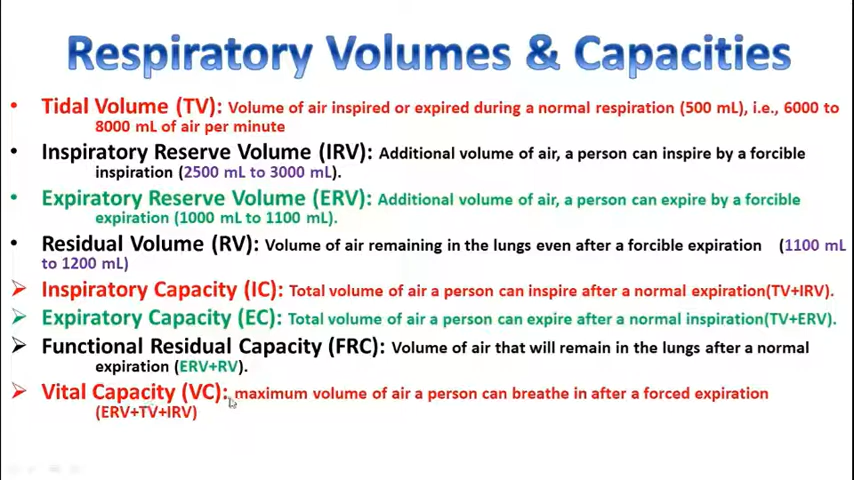 Respiratory Volumes & Capacities
• Tidal Volume (TV): Volume of air inspired or expired during a normal respiration (500 mL), i.e., 6000 to
8000 mL of air per minute
• Inspiratory Reserve Volume (IRV): Additional volume of air, a person can inspire by a forcible
inspiration (2500 mL to 3000 mL).
• Expiratory Reserve Volume (ERV): Additional volume of air, a person can expire by a forcible
expiration (1000 mL to 1100 mL).
• Residual Volume (RV): Volume of air remaining in the lungs even after a forcible expiration (1100 mL
to 1200 mL)
➢ Inspiratory Capacity (IC): Total volume of air a person can inspire after a normal expiration(TV+IRV).
➢ Expiratory Capacity (EC): Total volume of air a person can expire after a normal inspiration(TV+ERV).
➢ Functional Residual Capacity (FRC): Volume of air that will remain in the lungs after a normal
expiration (ERV+RV).
➢ Vital Capacity (VC): maximum volume of air a person can breathe in after a forced expiration
(ERV+TV+IRV)